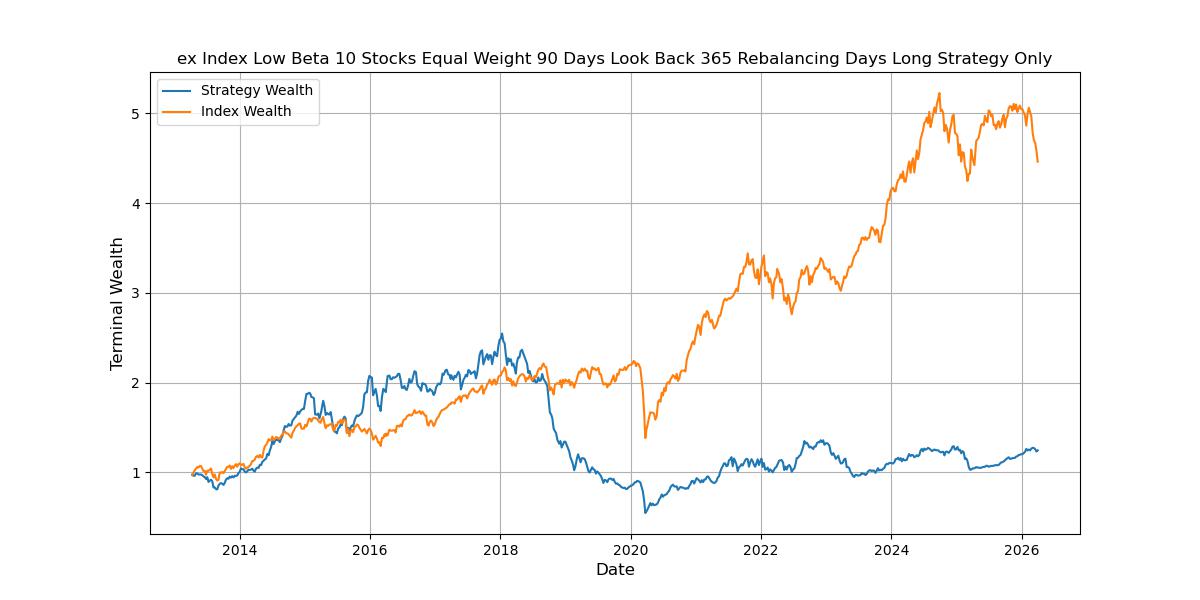 ex Index Low Beta 10 Stocks Equal Weight 90 Days Look Back 365 Rebalancing Days Long Strategy Only
Strategy Wealth
Index Wealth
5
4
3
2
1
Terminal Wealth
2014 2016 2018 2020 2022 2024 2026
Date